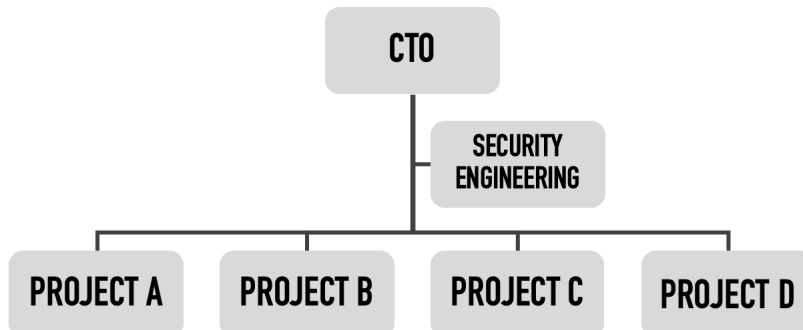 CTO
SECURITY
ENGINEERING
PROJECT A
PROJECT B
PROJECT C
PROJECT D